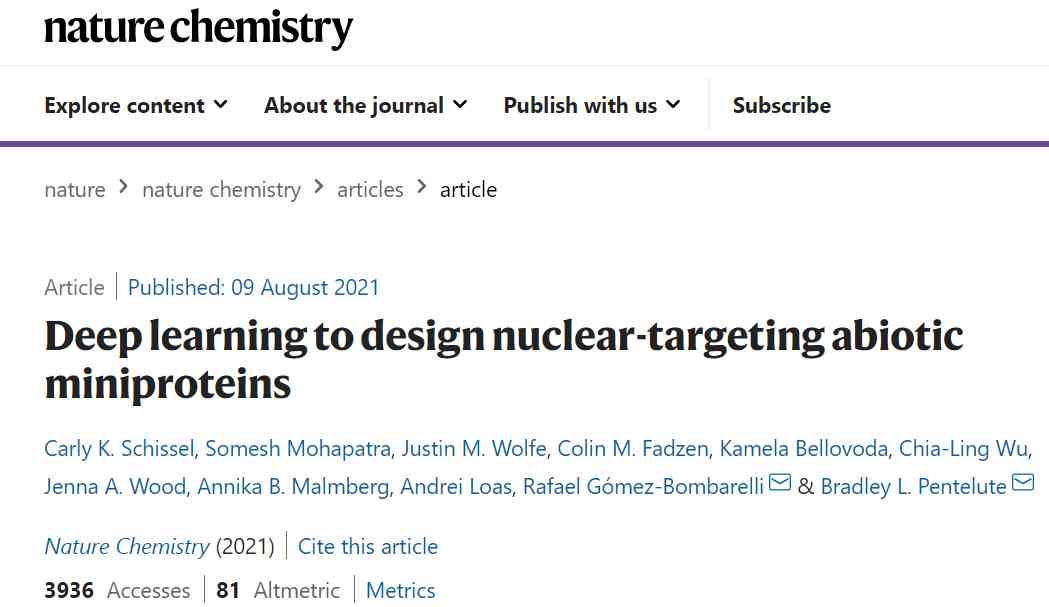 nature chemistry
Explore content About the journal Publish with us Subscribe
nature > nature chemistry > articles > article
Article | Published: 09 August 2021
Deep learning to design nuclear-targeting abiotic
miniproteins
Carly K. Schissel, Somesh Mohapatra, Justin M. Wolfe, Colin M. Fadzen, Kamela Bellovoda, Chia-Ling Wu,
Jenna A. Wood, Annika B. Malmberg, Andrei Loas, Rafael Gómez-Bombarelli & Bradley L. Pentelute
Nature Chemistry (2021) | Cite this article
3936 Accesses | 81 Altmetric | Metrics